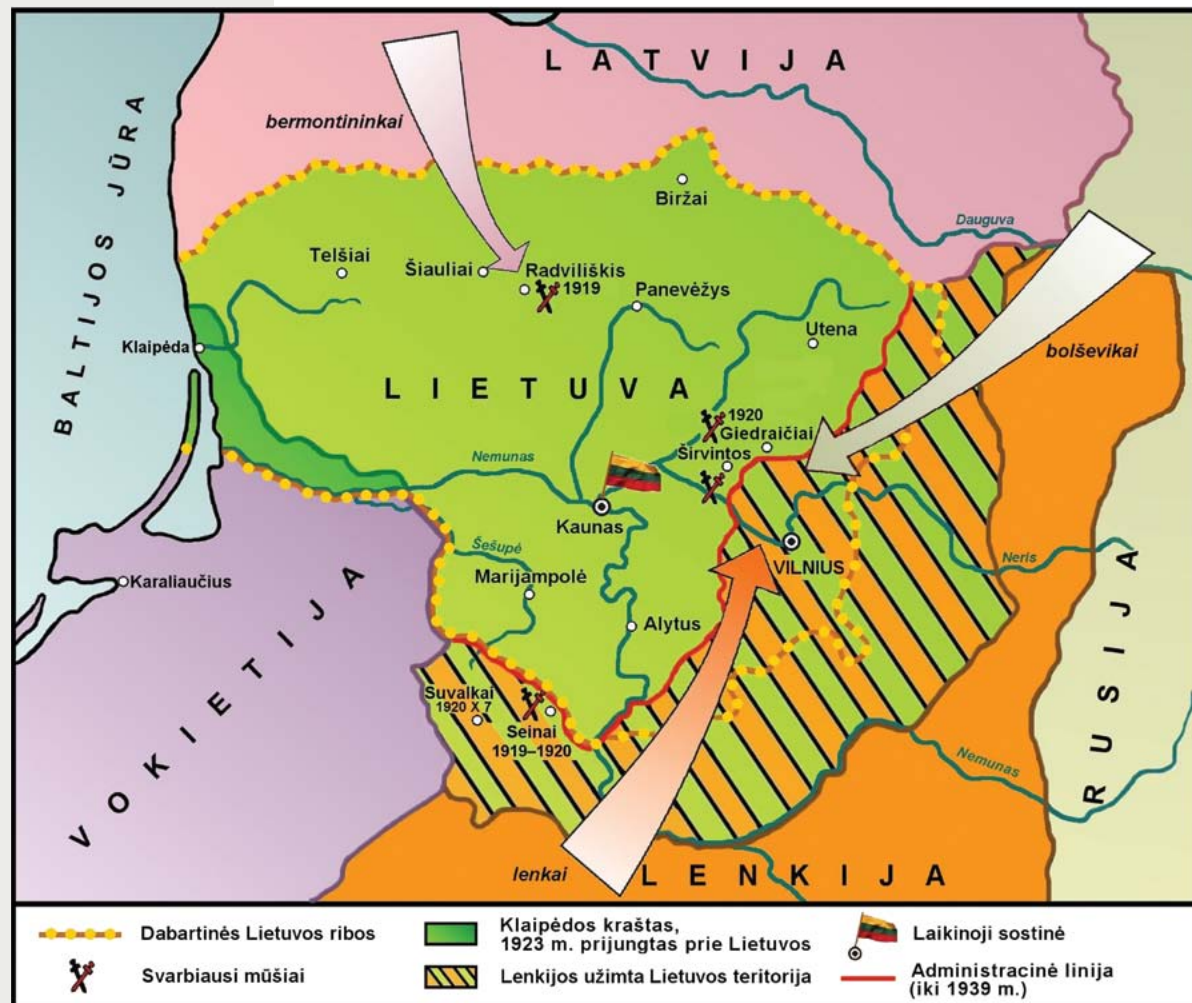 LATVIJA
bermontininkai
BALTIJOS JŪRA
Biržai
Dauguva
Telšiai
Šiauliai
Radviliškis
1919
Panevėžys
Utena
bolševikai
Klaipėda
LIETUVA
1920
Giedraičiai
Širvintos
Nemunas
Kaunas
VILNIUS
Neris
Šešupė
Karaliaučius
Marijampolė
Alytus
RUSIJA
VOKIETIJA
Suvalkai
1920 X 7
Seinai
1919–1920
Nemunas
lenkai
LENKIJA
Dabartinės Lietuvos ribos
Svarbiausi mūšiai
Klaipėdos kraštas,
1923 m. prijungtas prie Lietuvos
Lenkijos užimta Lietuvos teritorija
Laikinoji sostinė
Administracinė linija
(iki 1939 m.)